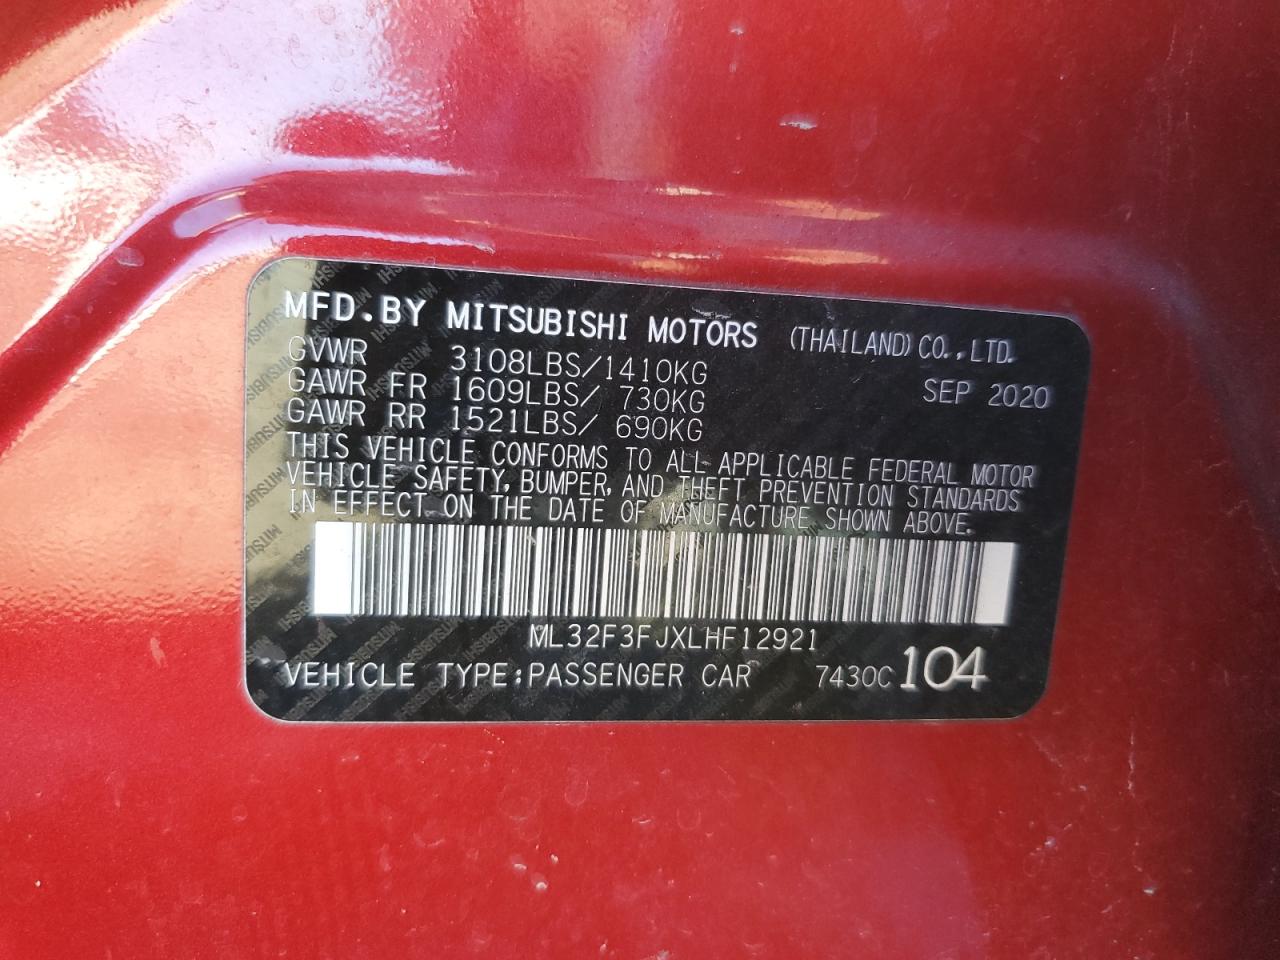 MFD.BY MITSUBISHI MOTORS (THAILAND) CO.,LTD.
GVWR 3108LBS/1410KG
GAWR FR 1609LBS/ 730KG SEP 2020
GAWR RR 1521LBS/ 690KG
THIS VEHICLE CONFORMS TO ALL APPLICABLE FEDERAL MOTOR
VEHICLE SAFETY, BUMPER, AND THEFT PREVENTION STANDARDS
IN EFFECT ON THE DATE OF MANUFACTURE SHOWN ABOVE.
ML32F3FJXLHF12921
VEHICLE TYPE:PASSENGER CAR 7430C 104